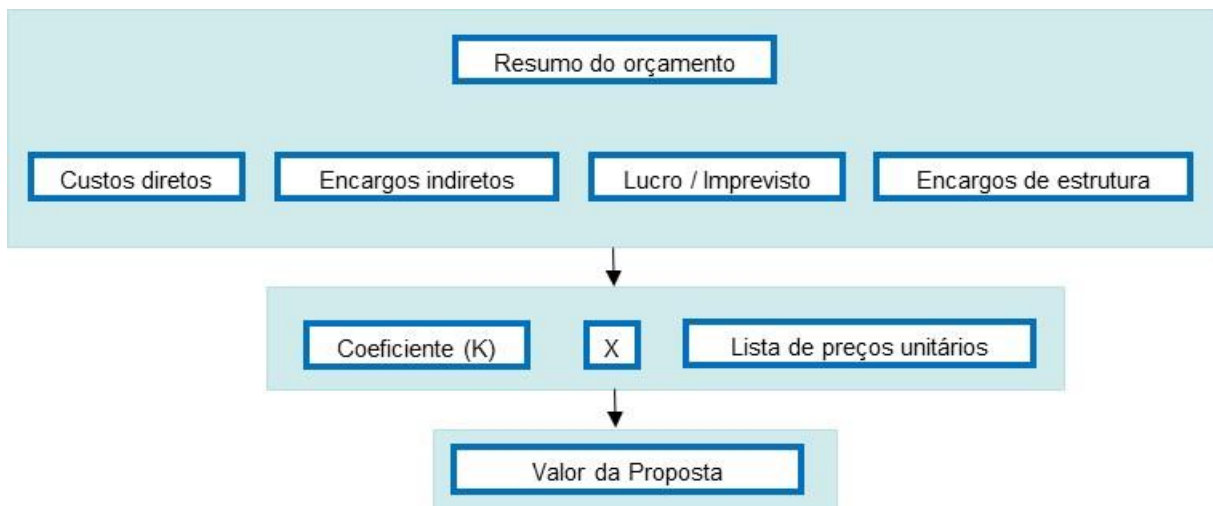 Resumo do orçamento
Custos diretos
Encargos indiretos
Lucro / Imprevisto
Encargos de estrutura
Coeficiente (K)
X
Lista de preços unitários
Valor da Proposta